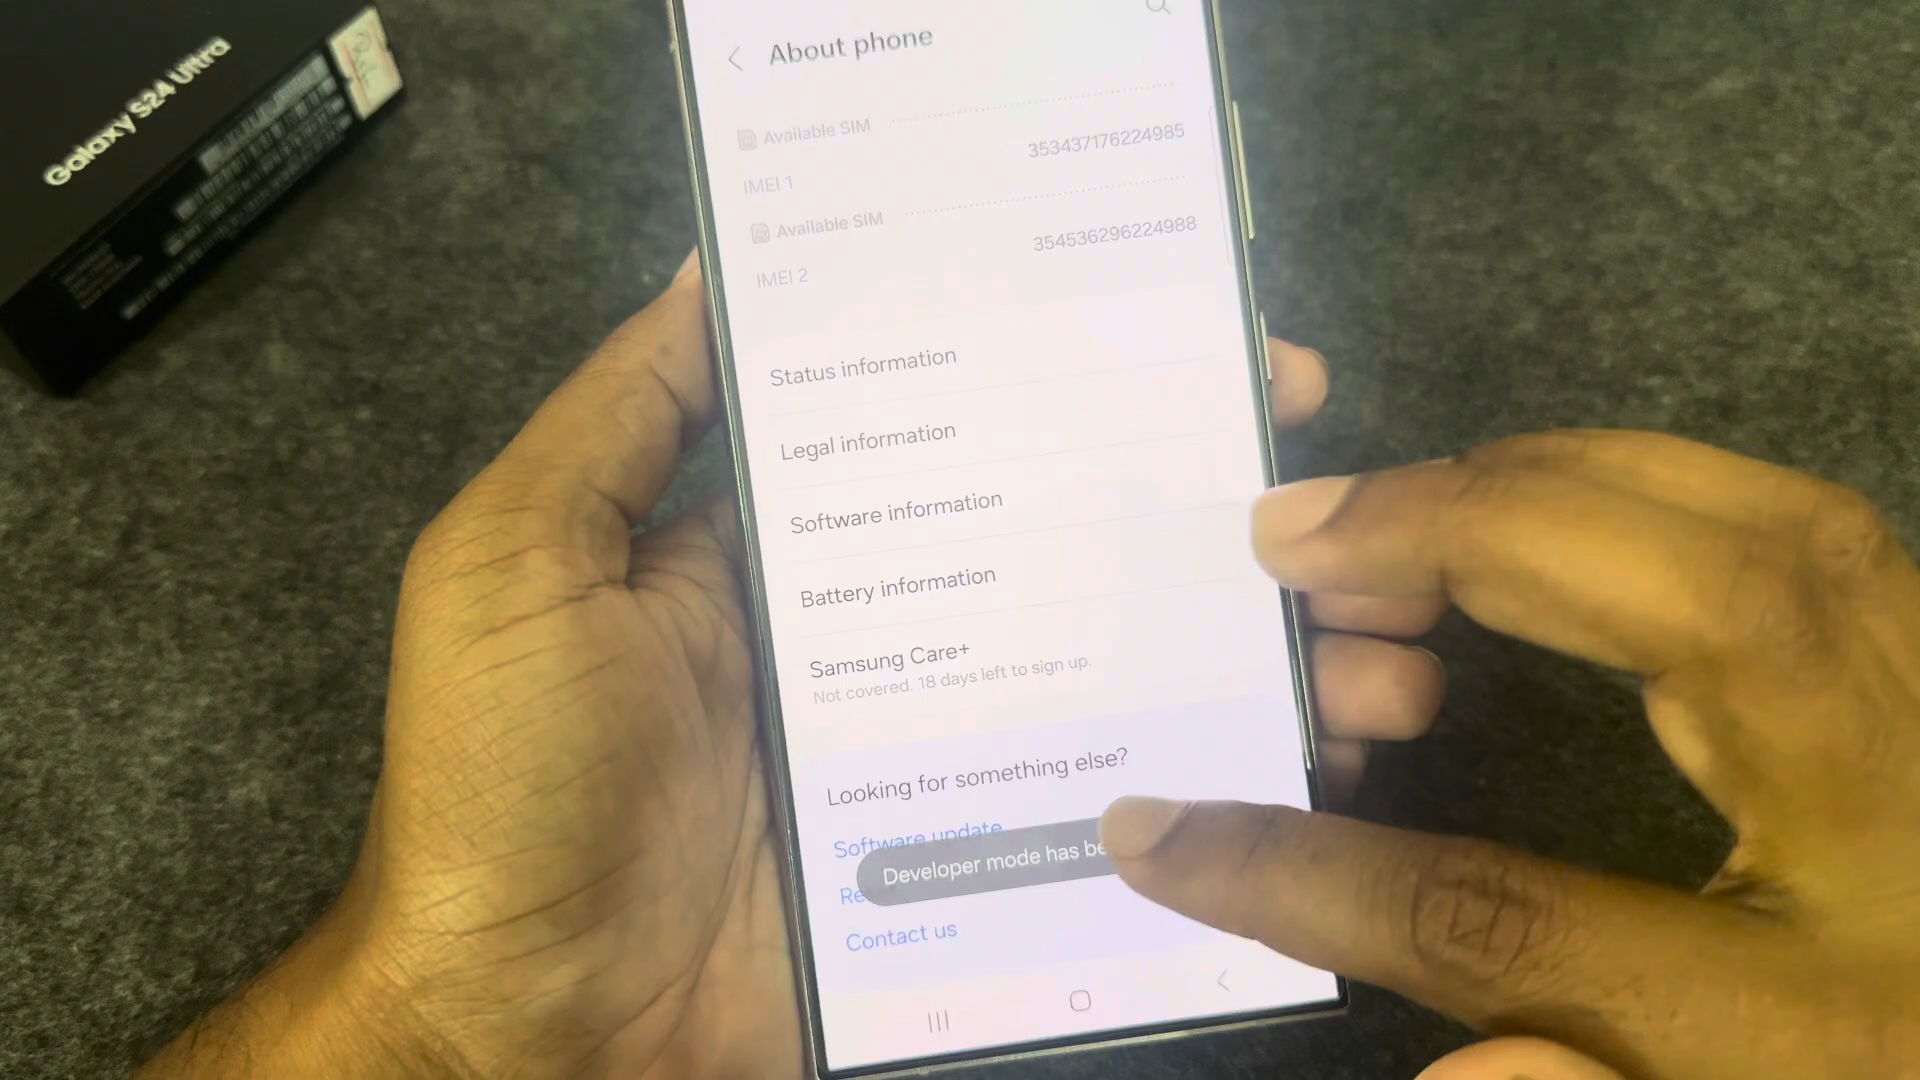 Galaxy S24 Ultra
About phone
Available SIM
353437176224985
IMEI 1
Available SIM
354536296224988
IMEI 2
Status information
Legal information
Software information
Battery information
Samsung Care+
Not covered. 18 days left to sign up.
Looking for something else?
Software update
Developer mode has be
Re
Contact us